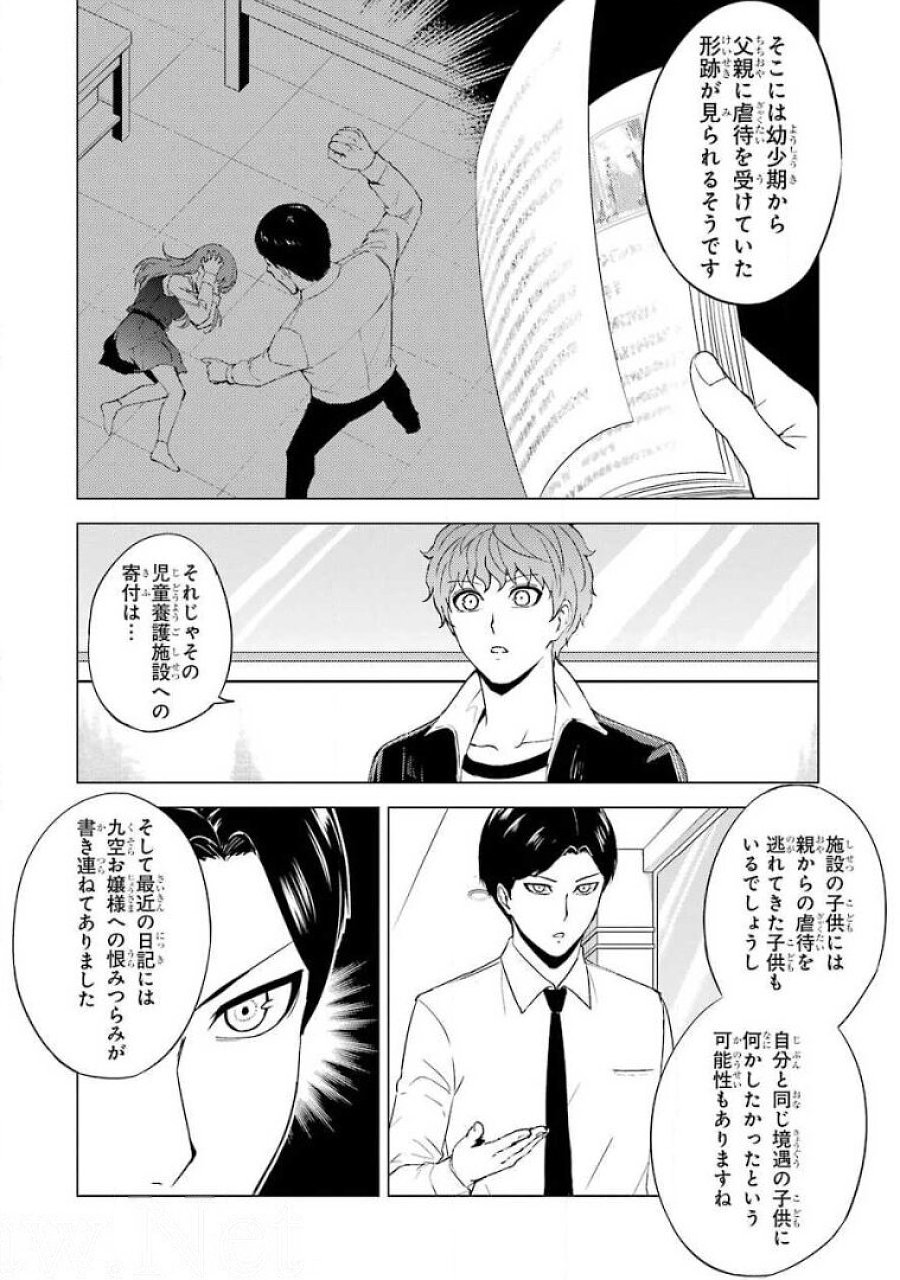 そこには幼少期から
父親に虐待を受けていた
形跡が見られるそうです
それじゃその
児童養護施設への
寄付は…
施設の子供には
親からの虐待を
逃れてきた子供も
いるでしょうし
自分と同じ境遇の子供に
何かしたかったという
可能性もありますね
そして最近の日記には
九空お嬢様への恨みつらみが
書き連ねてありました